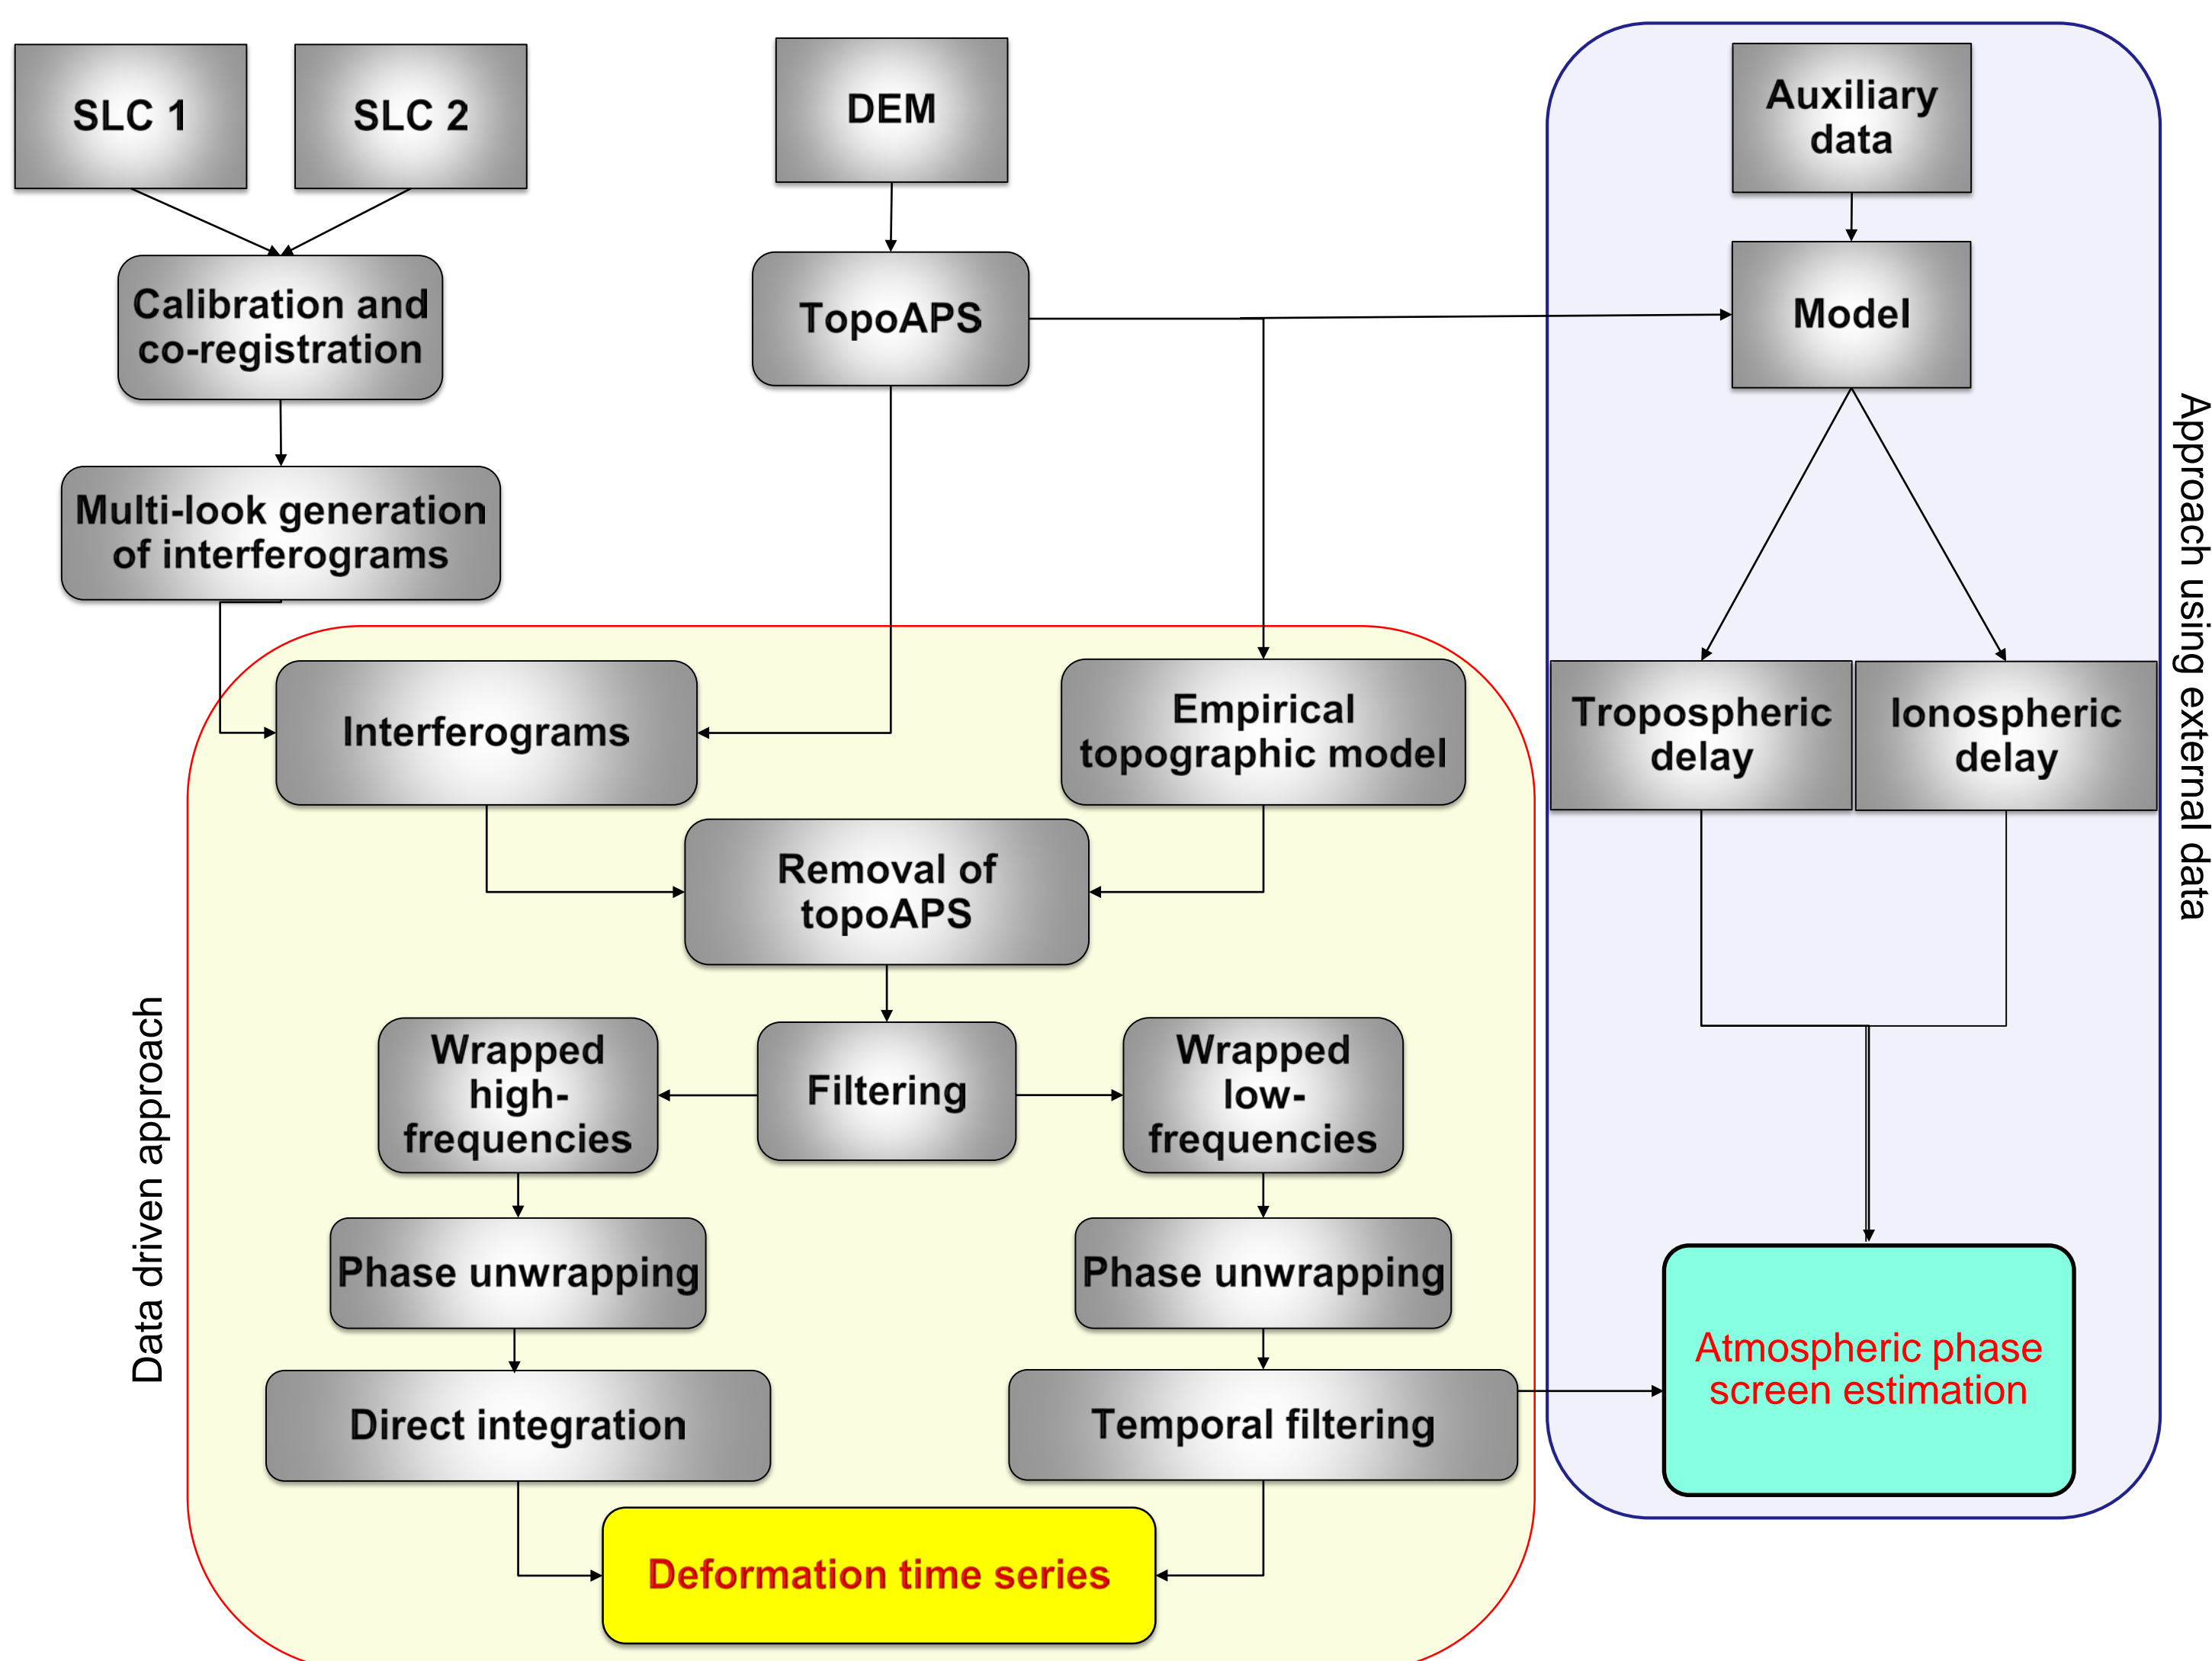 SLC 1
SLC 2
DEM
Auxiliary
data
Calibration and
co-registration
TopoAPS
Model
Multi-look generation
of interferograms
Approach using external data
Interferograms
Empirical
topographic model
Tropospheric
delay
Ionospheric
delay
Removal of
topoAPS
Data driven approach
Wrapped
high-
frequencies
Filtering
Wrapped
low-
frequencies
Phase unwrapping
Phase unwrapping
Direct integration
Temporal filtering
Atmospheric phase
screen estimation
Deformation time series